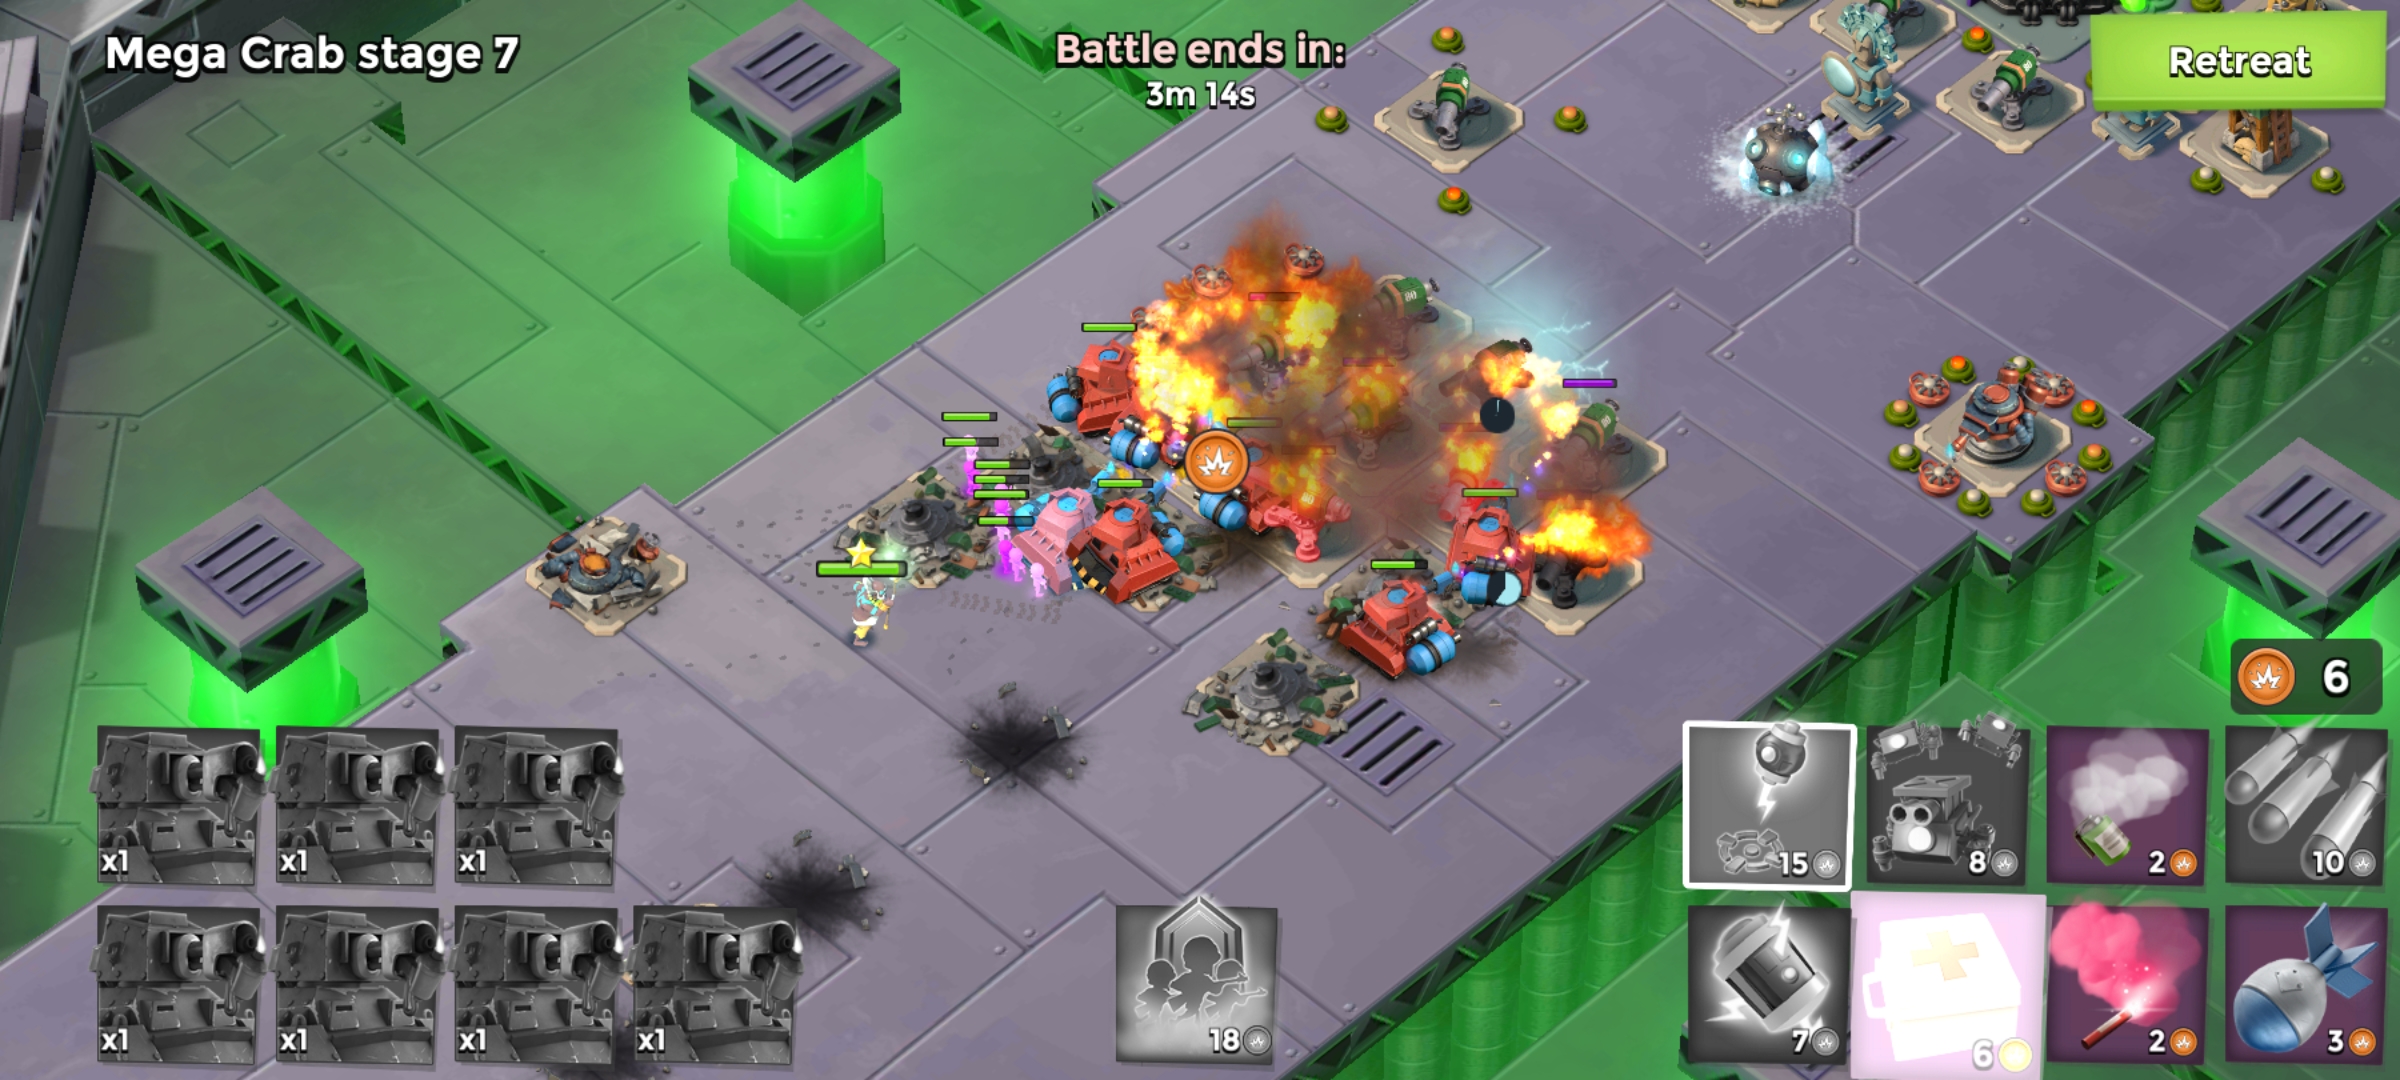 Mega Crab stage 7
Battle ends in:
3m 14s
Retreat
6
15
8
2
10
x1
x1
x1
x1
x1
x1
x1
18
7
6
2
3